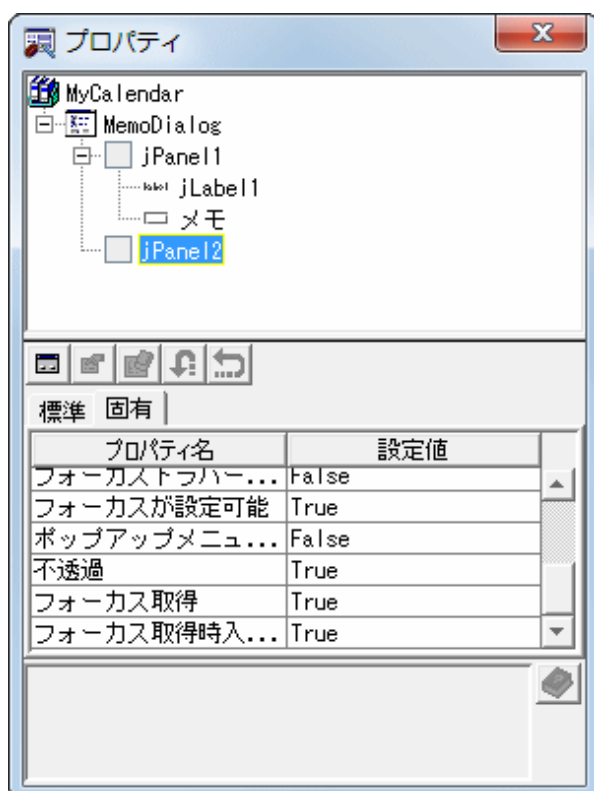 プロパティ
MyCalendar
MemoDialog
jPanel1
label jLabel1
メモ
jPanel2
標準 固有
プロパティ名 設定値
フォーカストラバー... False
フォーカスが設定可能 True
ポップアップメニュ... False
不透過 True
フォーカス取得 True
フォーカス取得時入... True